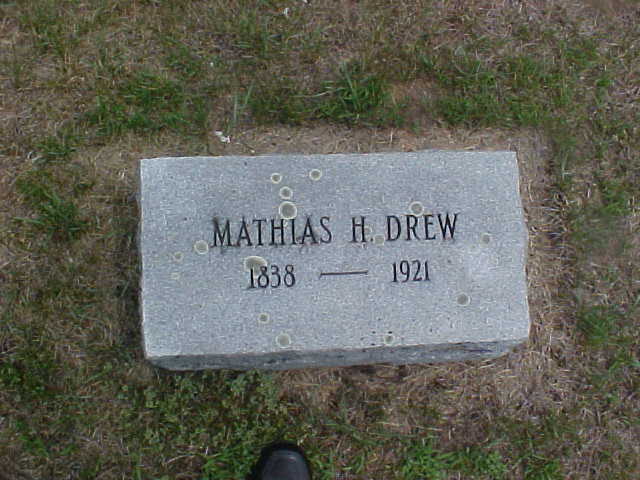 MATHIAS H. DREW
1838 — 1921